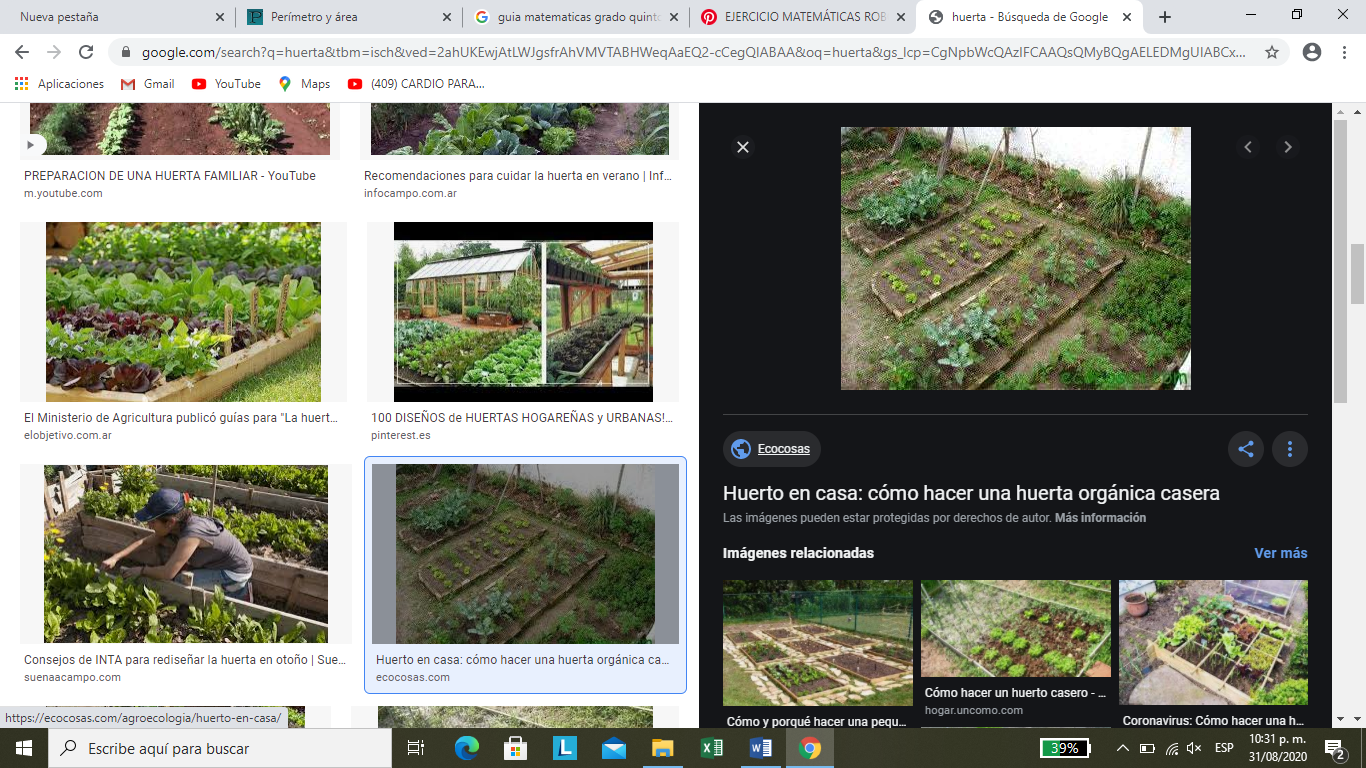 Nueva pestaña
Perímetro y área
guia matematicas grado quinto
EJERCICIO MATEMÁTICAS ROB
huerta - Búsqueda de Google
google.com/search?q=huerta&tbm=isch&ved=2ahUKEwjAtLWJgsfrAhVMVTABHWeqAaEQ2-cCegQIABAA&oq=huerta&gs_lcp=CgNpbWcQAzIFCAAQsQMyBQgAELEDMgUIABCx...
Aplicaciones
Gmail
YouTube
Maps
(409) CARDIO PARA...
PREPARACION DE UNA HUERTA FAMILIAR - YouTube
m.youtube.com
Recomendaciones para cuidar la huerta en verano | Inf...
infocampo.com.ar
El Ministerio de Agricultura publicó guías para "La huert...
elobjetivo.com.ar
100 DISEÑOS de HUERTAS HOGAREÑAS y URBANAS!...
pinterest.es
Consejos de INTA para rediseñar la huerta en otoño | Sue...
suenaacampo.com
Huerto en casa: cómo hacer una huerta orgánica ca...
ecocosas.com
https://ecocosas.com/agroecologia/huerto-en-casa/
Ecocosas
Huerto en casa: cómo hacer una huerta orgánica casera
Las imágenes pueden estar protegidas por derechos de autor. Más información
Imágenes relacionadas
Ver más
Cómo y porqué hacer una pequ...
Cómo hacer un huerto casero - ...
hogar.uncomo.com
Coronavirus: Cómo hacer una h...
Escribe aquí para buscar
39%
ESP
10:31 p. m.
31/08/2020
2